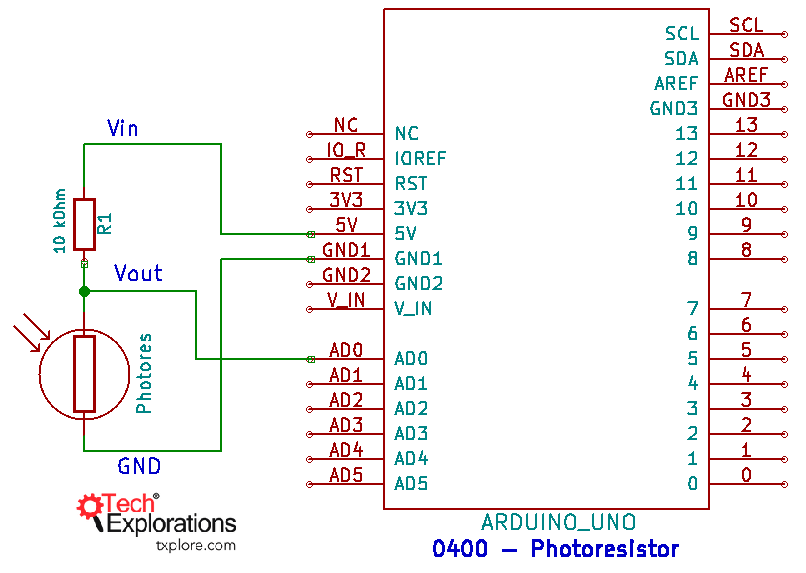 Vin
10 kOhm
R1
Vout
Photores
GND
Tech®
Explorations
txplore.com
NC
IO_R
RST
3V3
5V
GND1
GND2
V_IN
AD0
AD1
AD2
AD3
AD4
AD5
NC
IOREF
RST
3V3
5V
GND1
GND2
V_IN
AD0
AD1
AD2
AD3
AD4
AD5
SCL
SDA
AREF
GND3
13
12
11
10
9
8
7
6
5
4
3
2
1
0
SCL
SDA
AREF
GND3
13
12
11
10
9
8
7
6
5
4
3
2
1
0
ARDUINO_UNO
0400 – Photoresistor